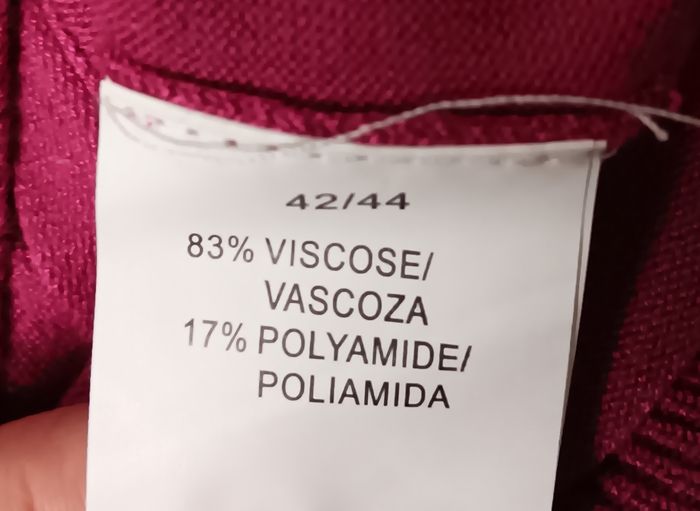 42/44
83% VISCOSE/
VASCOZA
17% POLYAMIDE/
POLIAMIDA